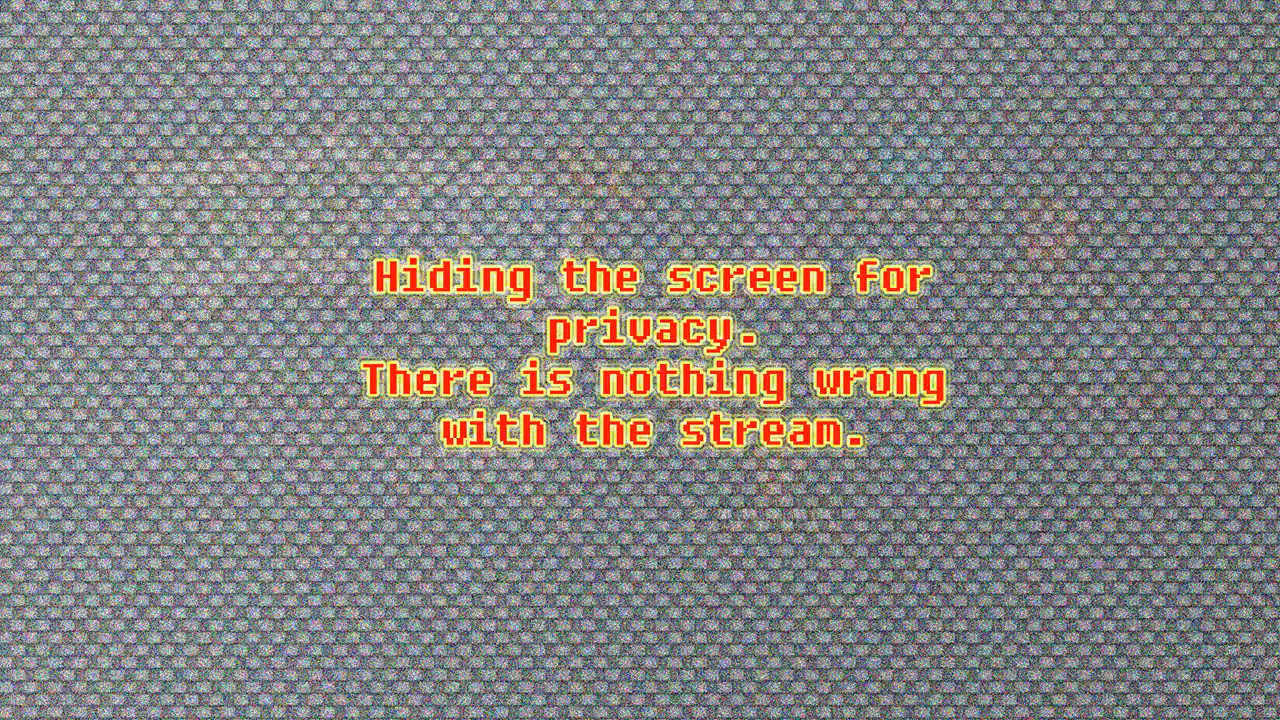 Hiding the screen for
privacy.
There is nothing wrong
with the stream.